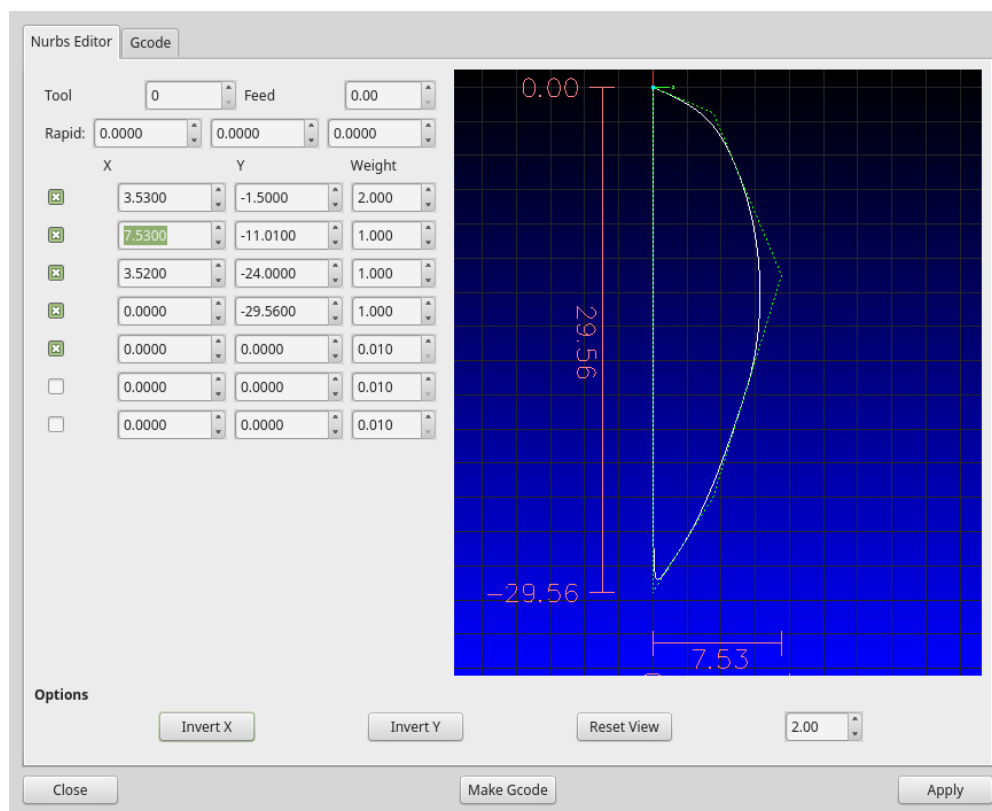 Nurbs Editor Gcode
Tool 0 Feed 0.00
Rapid: 0.0000 0.0000 0.0000
X Y Weight
3.5300 -1.5000 2.000
7.5300 -11.0100 1.000
3.5200 -24.0000 1.000
0.0000 -29.5600 1.000
0.0000 0.0000 0.010
0.0000 0.0000 0.010
0.0000 0.0000 0.010
0.00
29.56
-29.56
7.53
Options
Invert X Invert Y Reset View 2.00
Close Make Gcode Apply